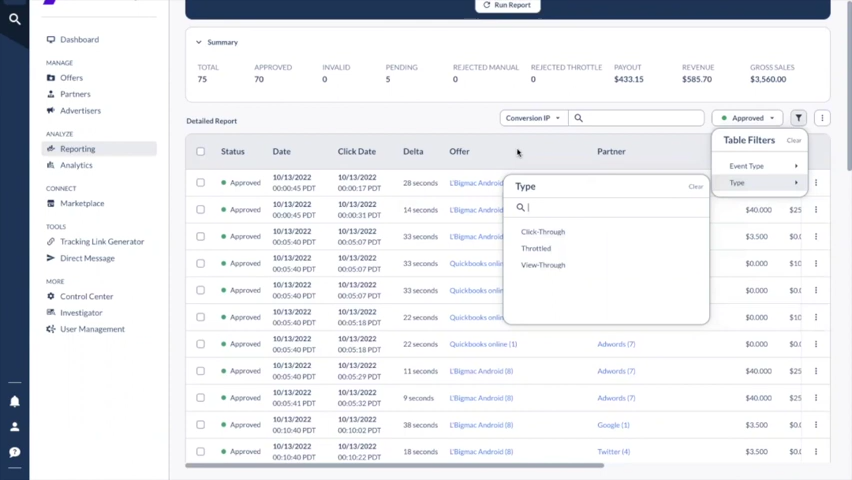 Run Report
Summary
TOTAL APPROVED INVALID PENDING REJECTED MANUAL REJECTED THROTTLE PAYOUT REVENUE GROSS SALES
75 70 0 5 0 0 $433.15 $585.70 $3,560.00
Dashboard
MANAGE
Offers
Partners
Advertisers
ANALYZE
Reporting
Analytics
CONNECT
Marketplace
TOOLS
Tracking Link Generator
Direct Message
MORE
Control Center
Investigator
User Management
Detailed Report
Conversion IP
Approved
Table Filters Clear
Event Type
Type
Type Clear
Click-Through
Throttled
View-Through
Status Date Click Date Delta Offer Partner
Approved 10/13/2022 00:00:45 PDT 10/13/2022 00:00:17 PDT 28 seconds L'Bigmac Android
Approved 10/13/2022 00:00:45 PDT 10/13/2022 00:00:31 PDT 14 seconds L'Bigmac Android $40.000 $25
Approved 10/13/2022 00:05:40 PDT 10/13/2022 00:05:07 PDT 33 seconds L'Bigmac Android $3.500 $0.0
Approved 10/13/2022 00:05:40 PDT 10/13/2022 00:05:07 PDT 33 seconds Quickbooks onlin $0.000 $10
Approved 10/13/2022 00:05:40 PDT 10/13/2022 00:05:07 PDT 33 seconds Quickbooks onlin $0.000 $0.0
Approved 10/13/2022 00:05:40 PDT 10/13/2022 00:05:18 PDT 22 seconds Quickbooks onlin $0.000 $10
Approved 10/13/2022 00:05:40 PDT 10/13/2022 00:05:18 PDT 22 seconds Quickbooks online (1) Adwords (7) $0.000 $0.0
Approved 10/13/2022 00:05:40 PDT 10/13/2022 00:05:29 PDT 11 seconds L'Bigmac Android (8) Adwords (7) $40.000 $25
Approved 10/13/2022 00:05:41 PDT 10/13/2022 00:05:32 PDT 9 seconds L'Bigmac Android (8) Adwords (7) $40.000 $25
Approved 10/13/2022 00:10:40 PDT 10/13/2022 00:10:02 PDT 38 seconds L'Bigmac Android (8) Google (1) $3.500 $0.0
Approved 10/13/2022 00:10:40 PDT 10/13/2022 00:10:22 PDT 18 seconds L'Bigmac Android (8) Twitter (4) $3.500 $0.0